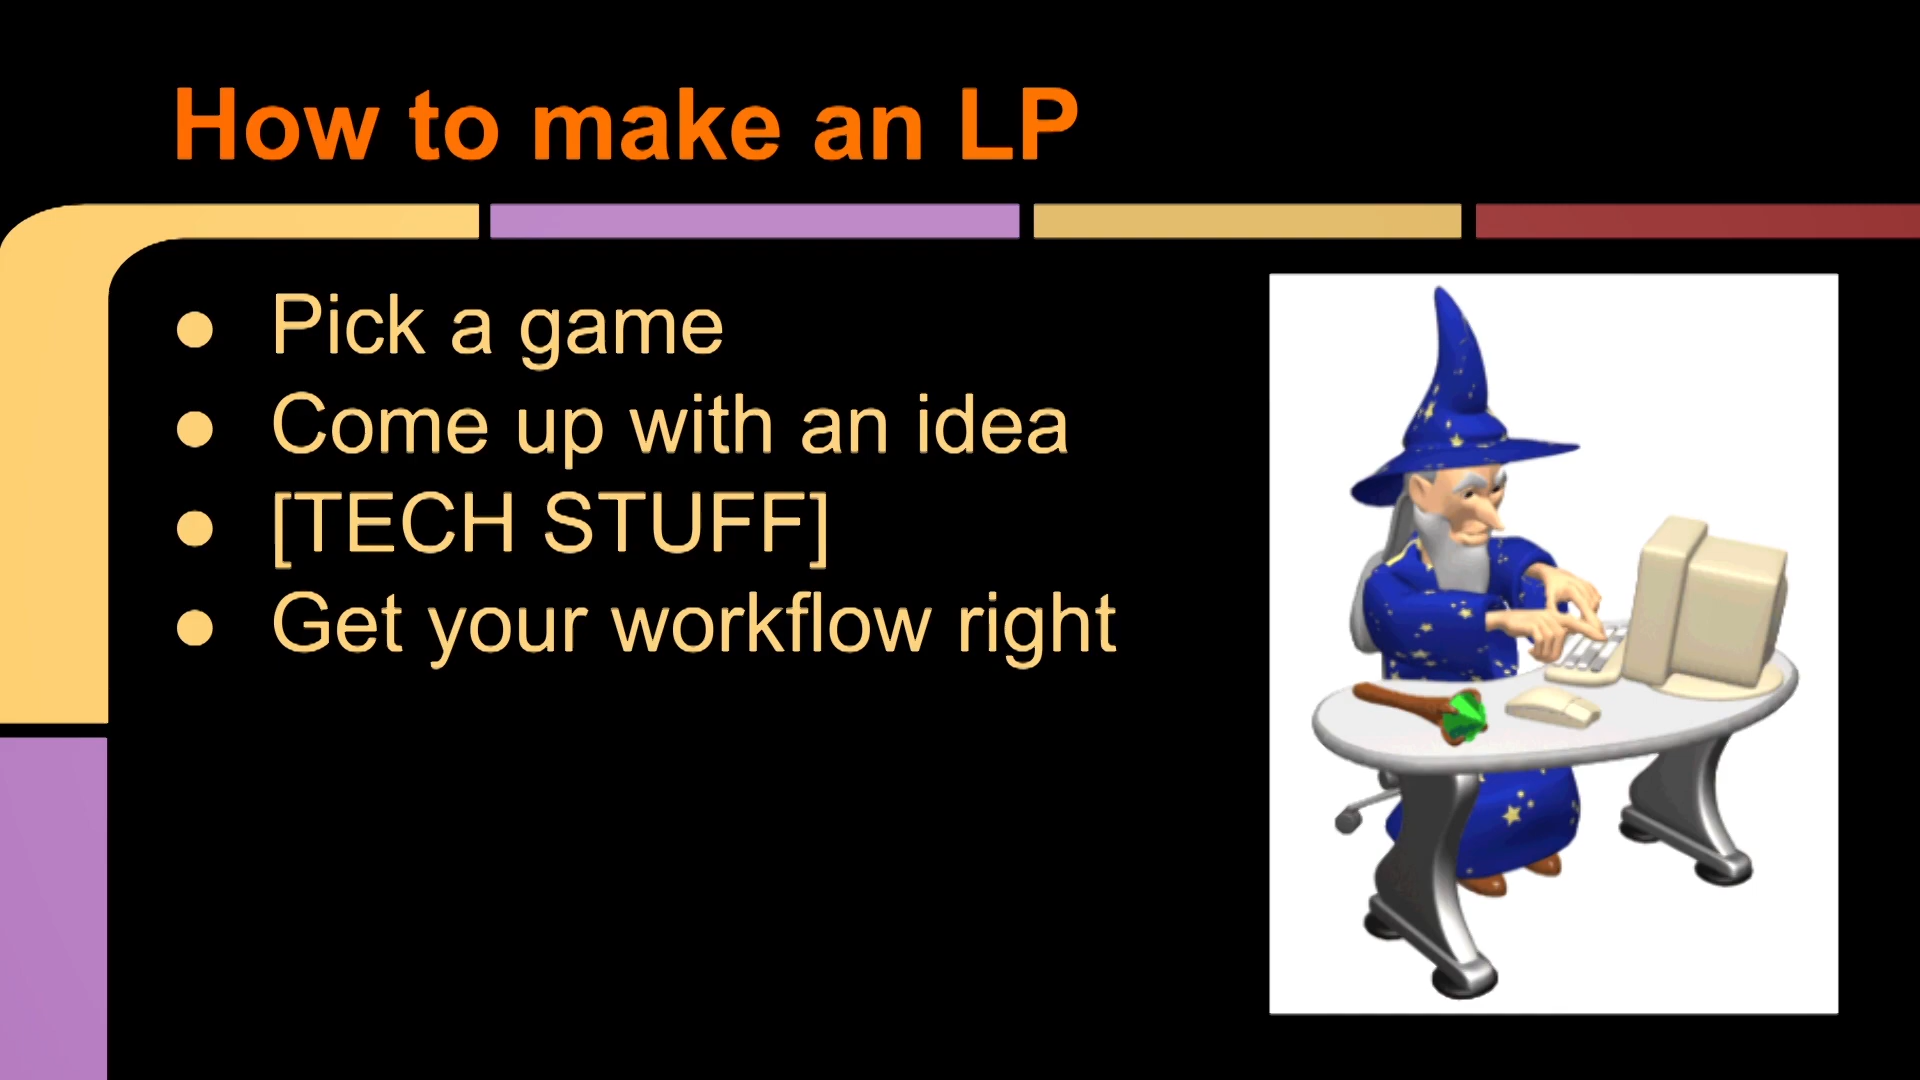 How to make an LP
● Pick a game
● Come up with an idea
● [TECH STUFF]
● Get your workflow right